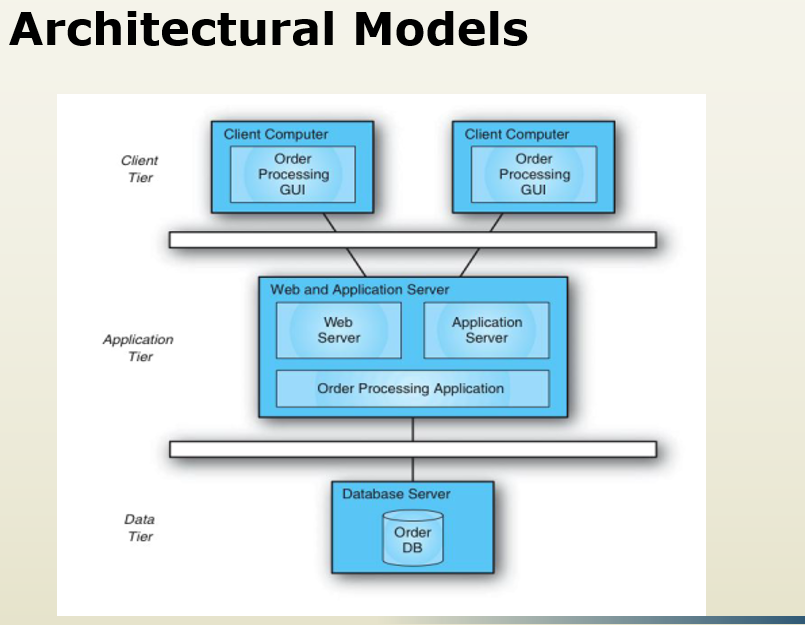 Architectural Models
Client Computer
Client Computer
Client
Tier
Order
Processing
GUI
Order
Processing
GUI
Web and Application Server
Web
Server
Application
Server
Application
Tier
Order Processing Application
Database Server
Data
Tier
Order
DB